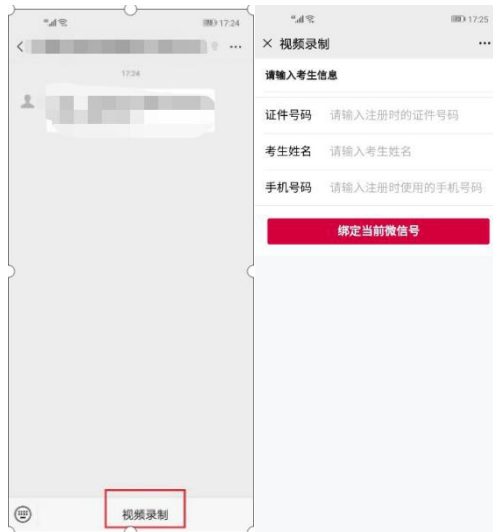 17:24
17:24
视频录制
17:25
视频录制
请输入考生信息
证件号码 请输入注册时的证件号码
考生姓名 请输入考生姓名
手机号码 请输入注册时使用的手机号码
绑定当前微信号